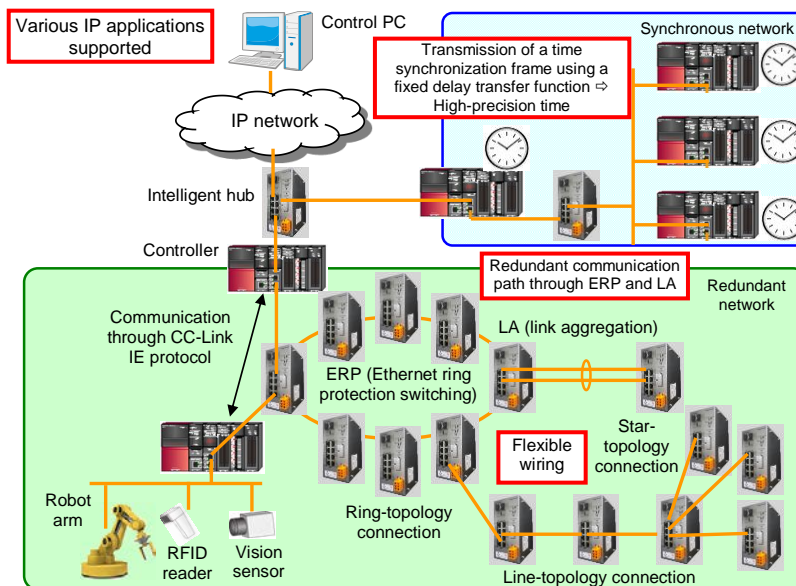 Various IP applications
supported
Control PC
Synchronous network
Transmission of a time
synchronization frame using a
fixed delay transfer function ⇨
High-precision time
IP network
Intelligent hub
Controller
Redundant communication
path through ERP and LA
Redundant
network
Communication
through CC-Link
IE protocol
LA (link aggregation)
ERP (Ethernet ring
protection switching)
Star-
topology
connection
Flexible
wiring
Robot
arm
RFID
reader
Vision
sensor
Ring-topology
connection
Line-topology connection